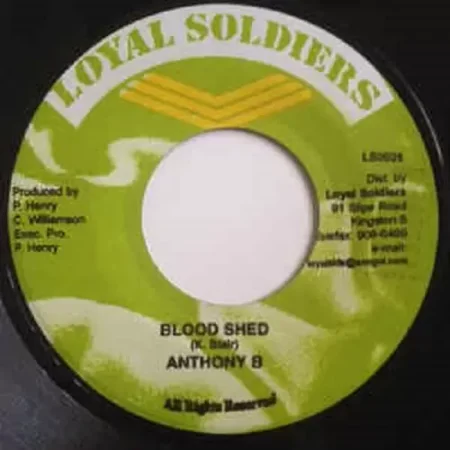 LOYAL SOLDIERS
Produced by
P. Henry
C. Williamson
Exec. Pro.
P. Henry
Dist. by
Loyal Soldiers
91 Slipe Road
Kingston 5
e-mail:
BLOOD SHED
(K. Blair)
ANTHONY B
All Rights Reserved